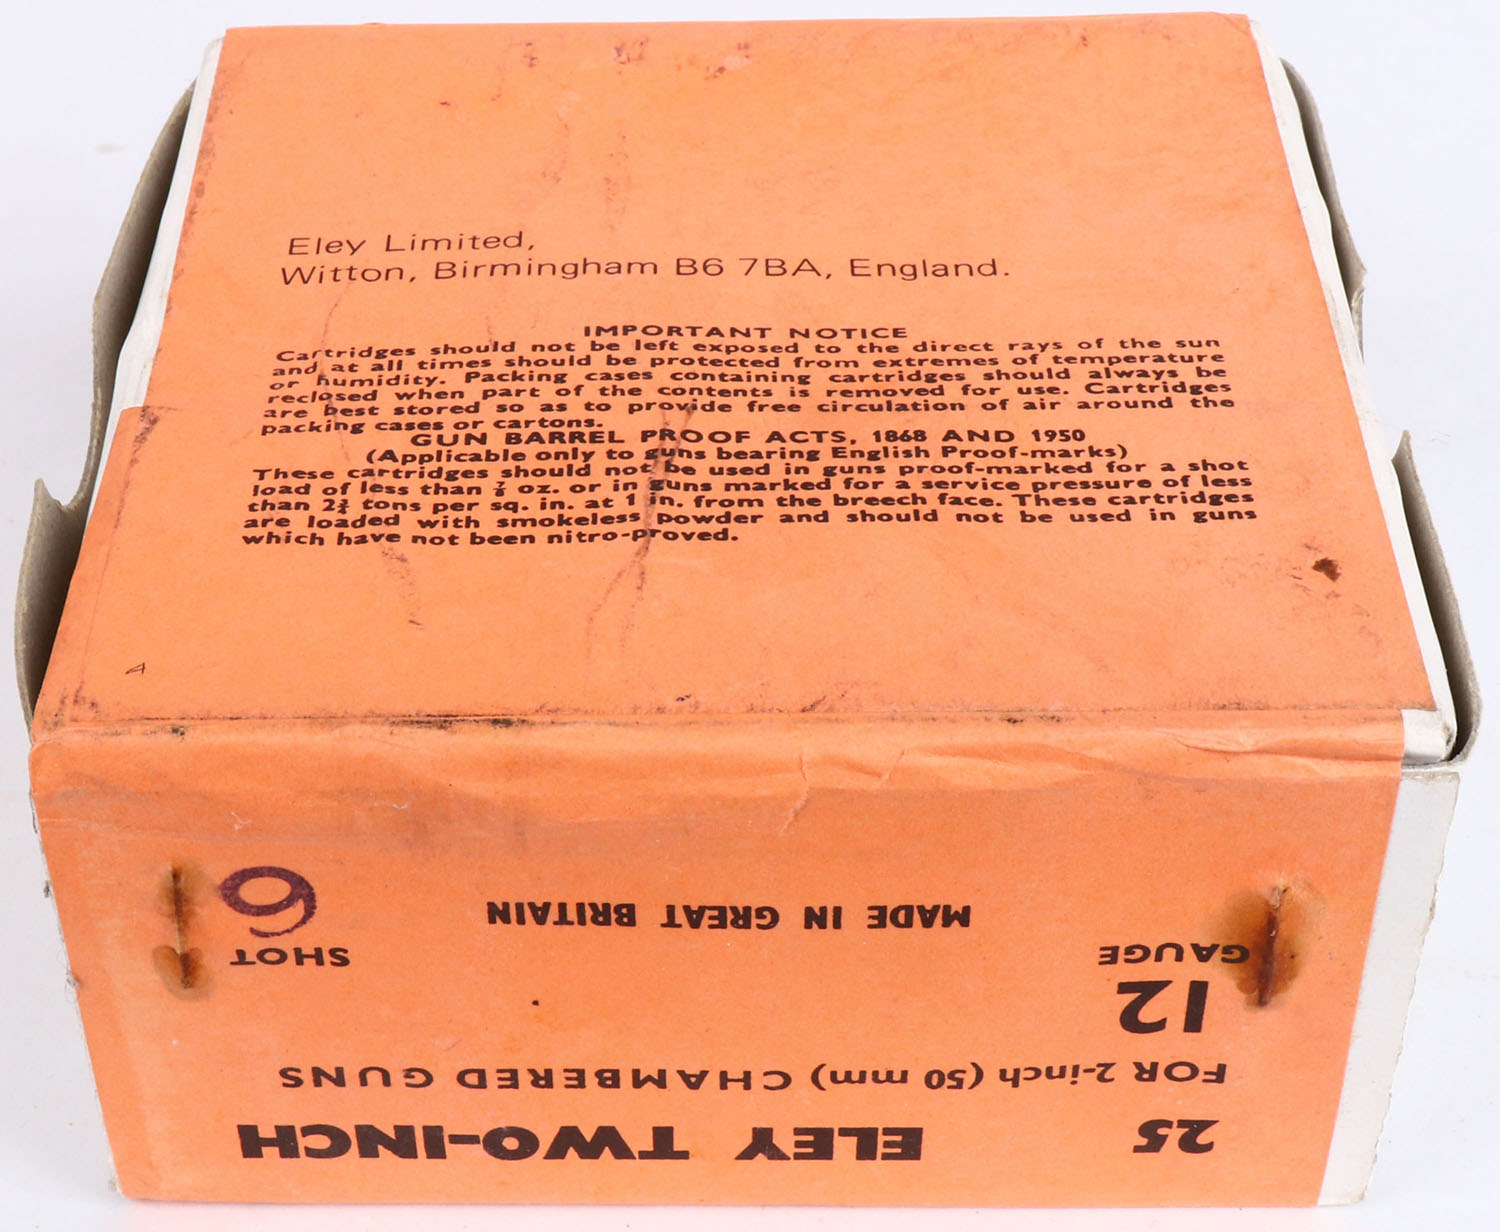 Eley Limited,
Witton, Birmingham B6 7BA, England.
IMPORTANT NOTICE
Cartridges should not be left exposed to the direct rays of the sun
and at all times should be protected from extremes of temperature
or humidity. Packing cases containing cartridges should always be
reclosed when part of the contents is removed for use. Cartridges
are best stored so as to provide free circulation of air around the
packing cases or cartons.
GUN BARREL PROOF ACTS, 1868 AND 1950
(Applicable only to guns bearing English Proof-marks)
These cartridges should not be used in guns proof-marked for a shot
load of less than ⅞ oz. or in guns marked for a service pressure of less
than 2¾ tons per sq. in. at 1 in. from the breech face. These cartridges
are loaded with smokeless powder and should not be used in guns
which have not been nitro-proved.
4
25 ELEY TWO-INCH
FOR 2-inch (50 mm) CHAMBERED GUNS
12
GAUGE
SHOT
MADE IN GREAT BRITAIN
6